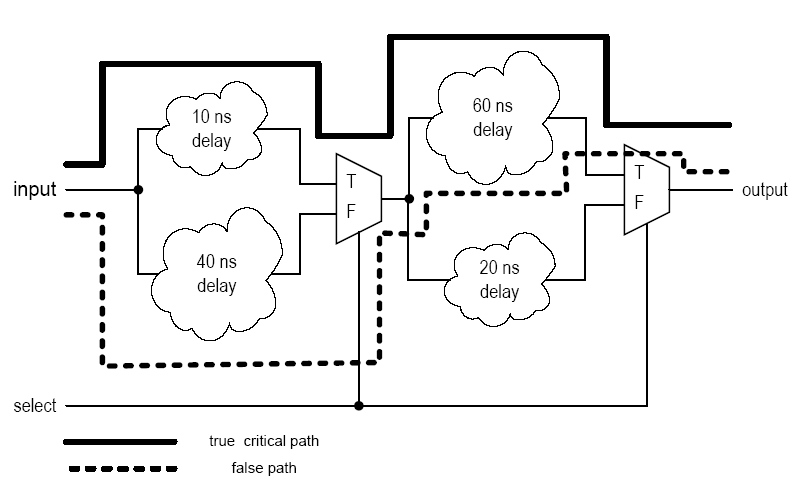 10 ns
delay
60 ns
delay
T
F
T
F
input
output
40 ns
delay
20 ns
delay
select
true critical path
false path